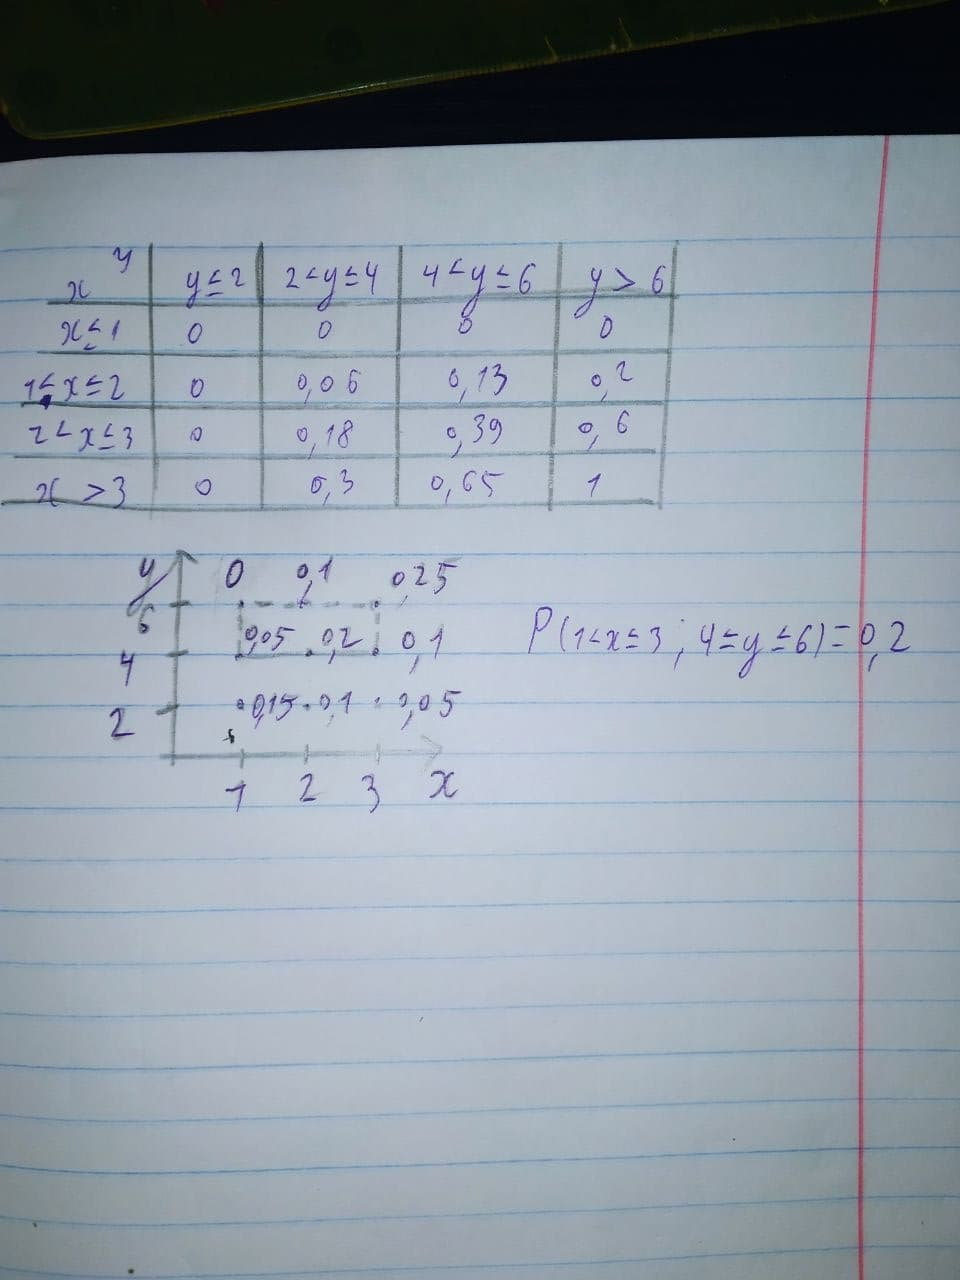 x y y≤2 2<y≤4 4<y≤6 y>6
x≤1 0 0 0 0
1<x≤2 0 0,06 0,13 0,2
2<x≤3 0 0,18 0,39 0,6
x>3 0 0,3 0,65 1
y 0 0,1 0,25
6
0,05 0,2 0,1 P(1<x≤3; 4≤y≤6)=0,2
4
2 0,15 0,1 0,05
1 2 3 x